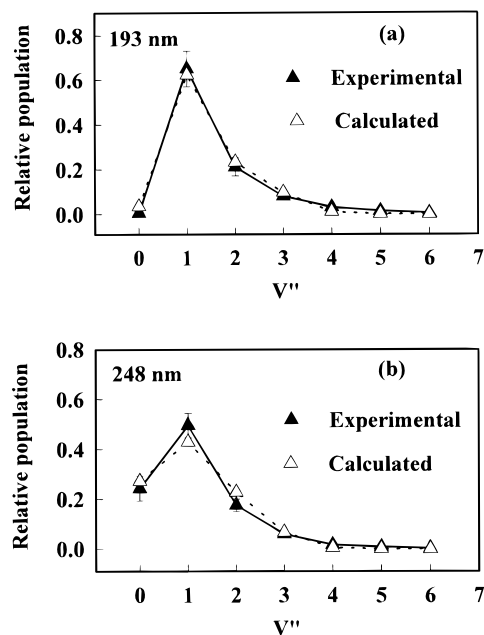 193 nm
(a)
Experimental
Calculated
Relative population
0.8
0.6
0.4
0.2
0.0
0 1 2 3 4 5 6 7
V"
248 nm
(b)
Experimental
Calculated
Relative population
0.8
0.6
0.4
0.2
0.0
0 1 2 3 4 5 6 7
V"